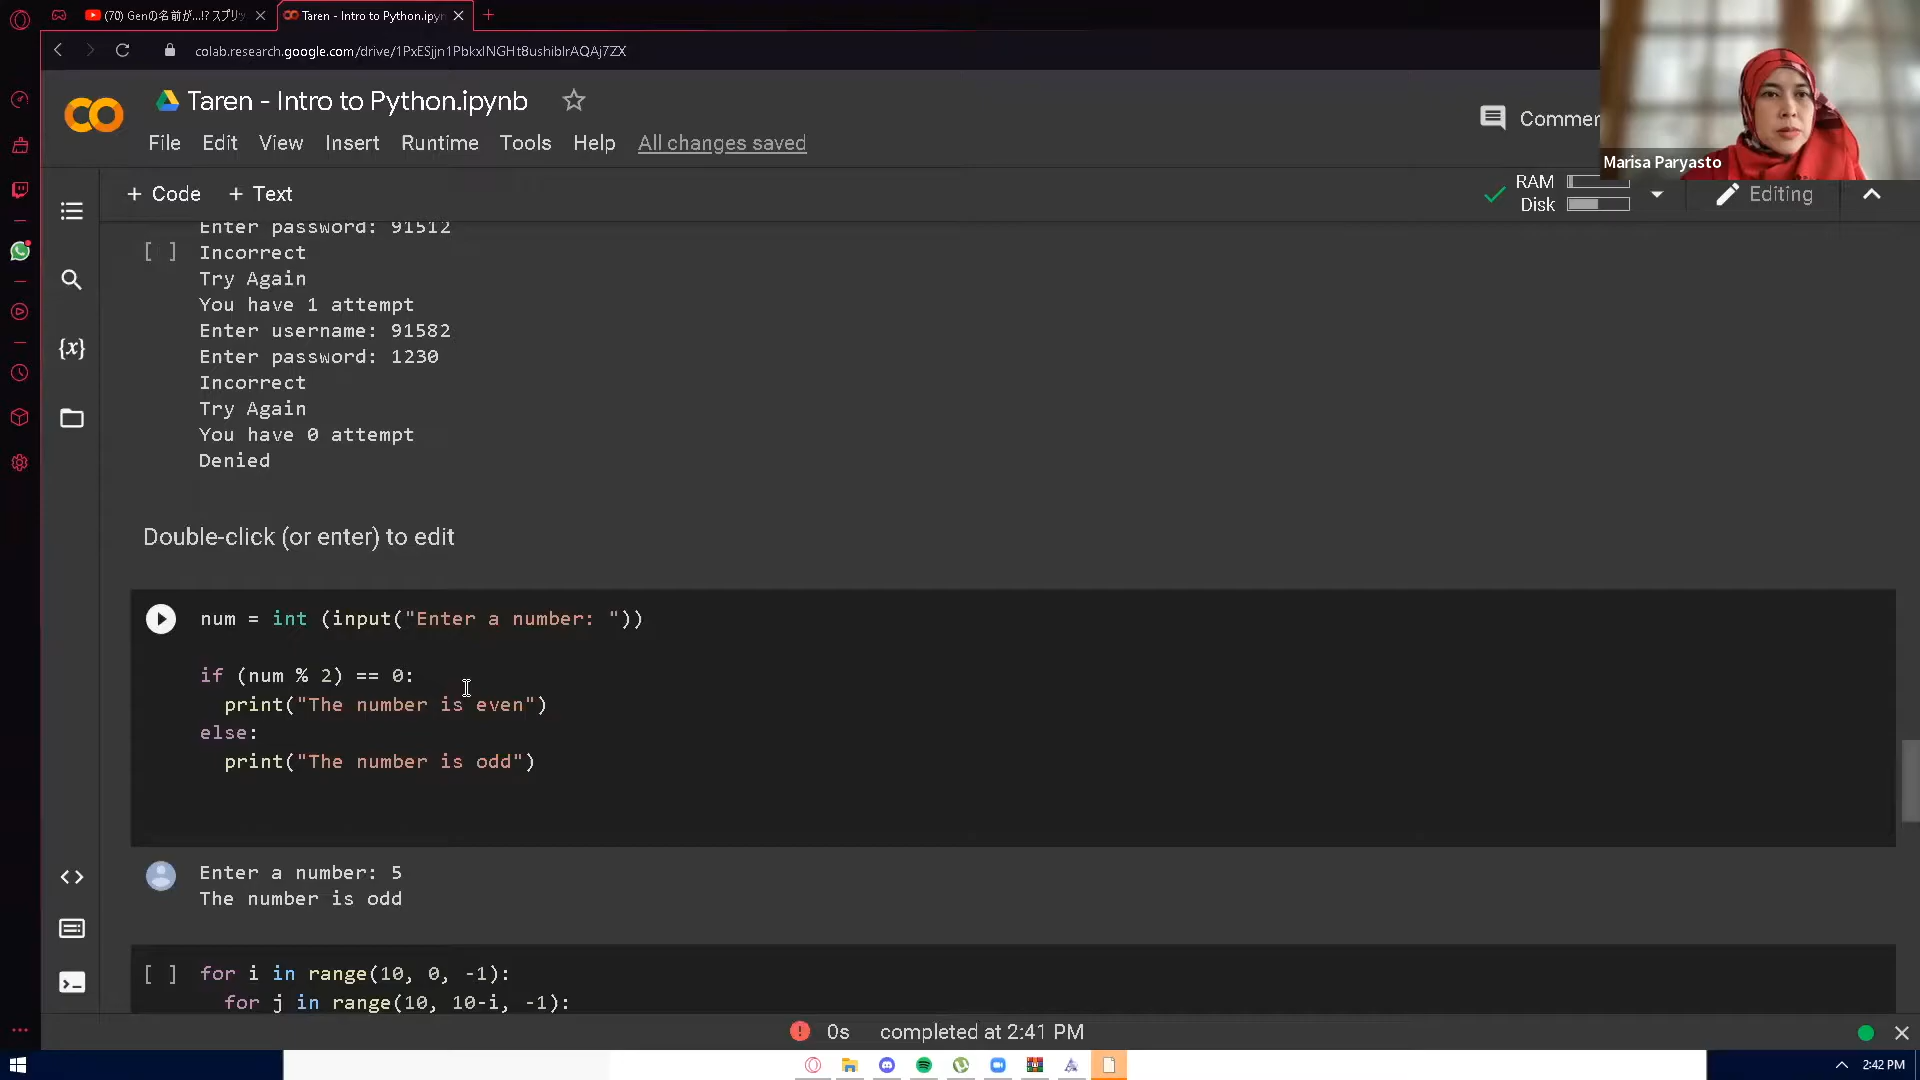 (70) Genの名前が...!? スプリッ
Taren - Intro to Python.ipyn
colab.research.google.com/drive/1PxESjjn1PbkxlNGHt8ushiblrAQAj7ZX
Taren - Intro to Python.ipynb
Commen
Marisa Paryasto
File Edit View Insert Runtime Tools Help All changes saved
+ Code + Text
RAM
Disk
Editing
Enter password: 91512
[ ] Incorrect
Try Again
You have 1 attempt
Enter username: 91582
Enter password: 1230
Incorrect
Try Again
You have 0 attempt
Denied
Double-click (or enter) to edit
num = int (input("Enter a number: "))
if (num % 2) == 0:
print("The number is even")
else:
print("The number is odd")
Enter a number: 5
The number is odd
[ ] for i in range(10, 0, -1):
for j in range(10, 10-i, -1):
0s completed at 2:41 PM
2:42 PM